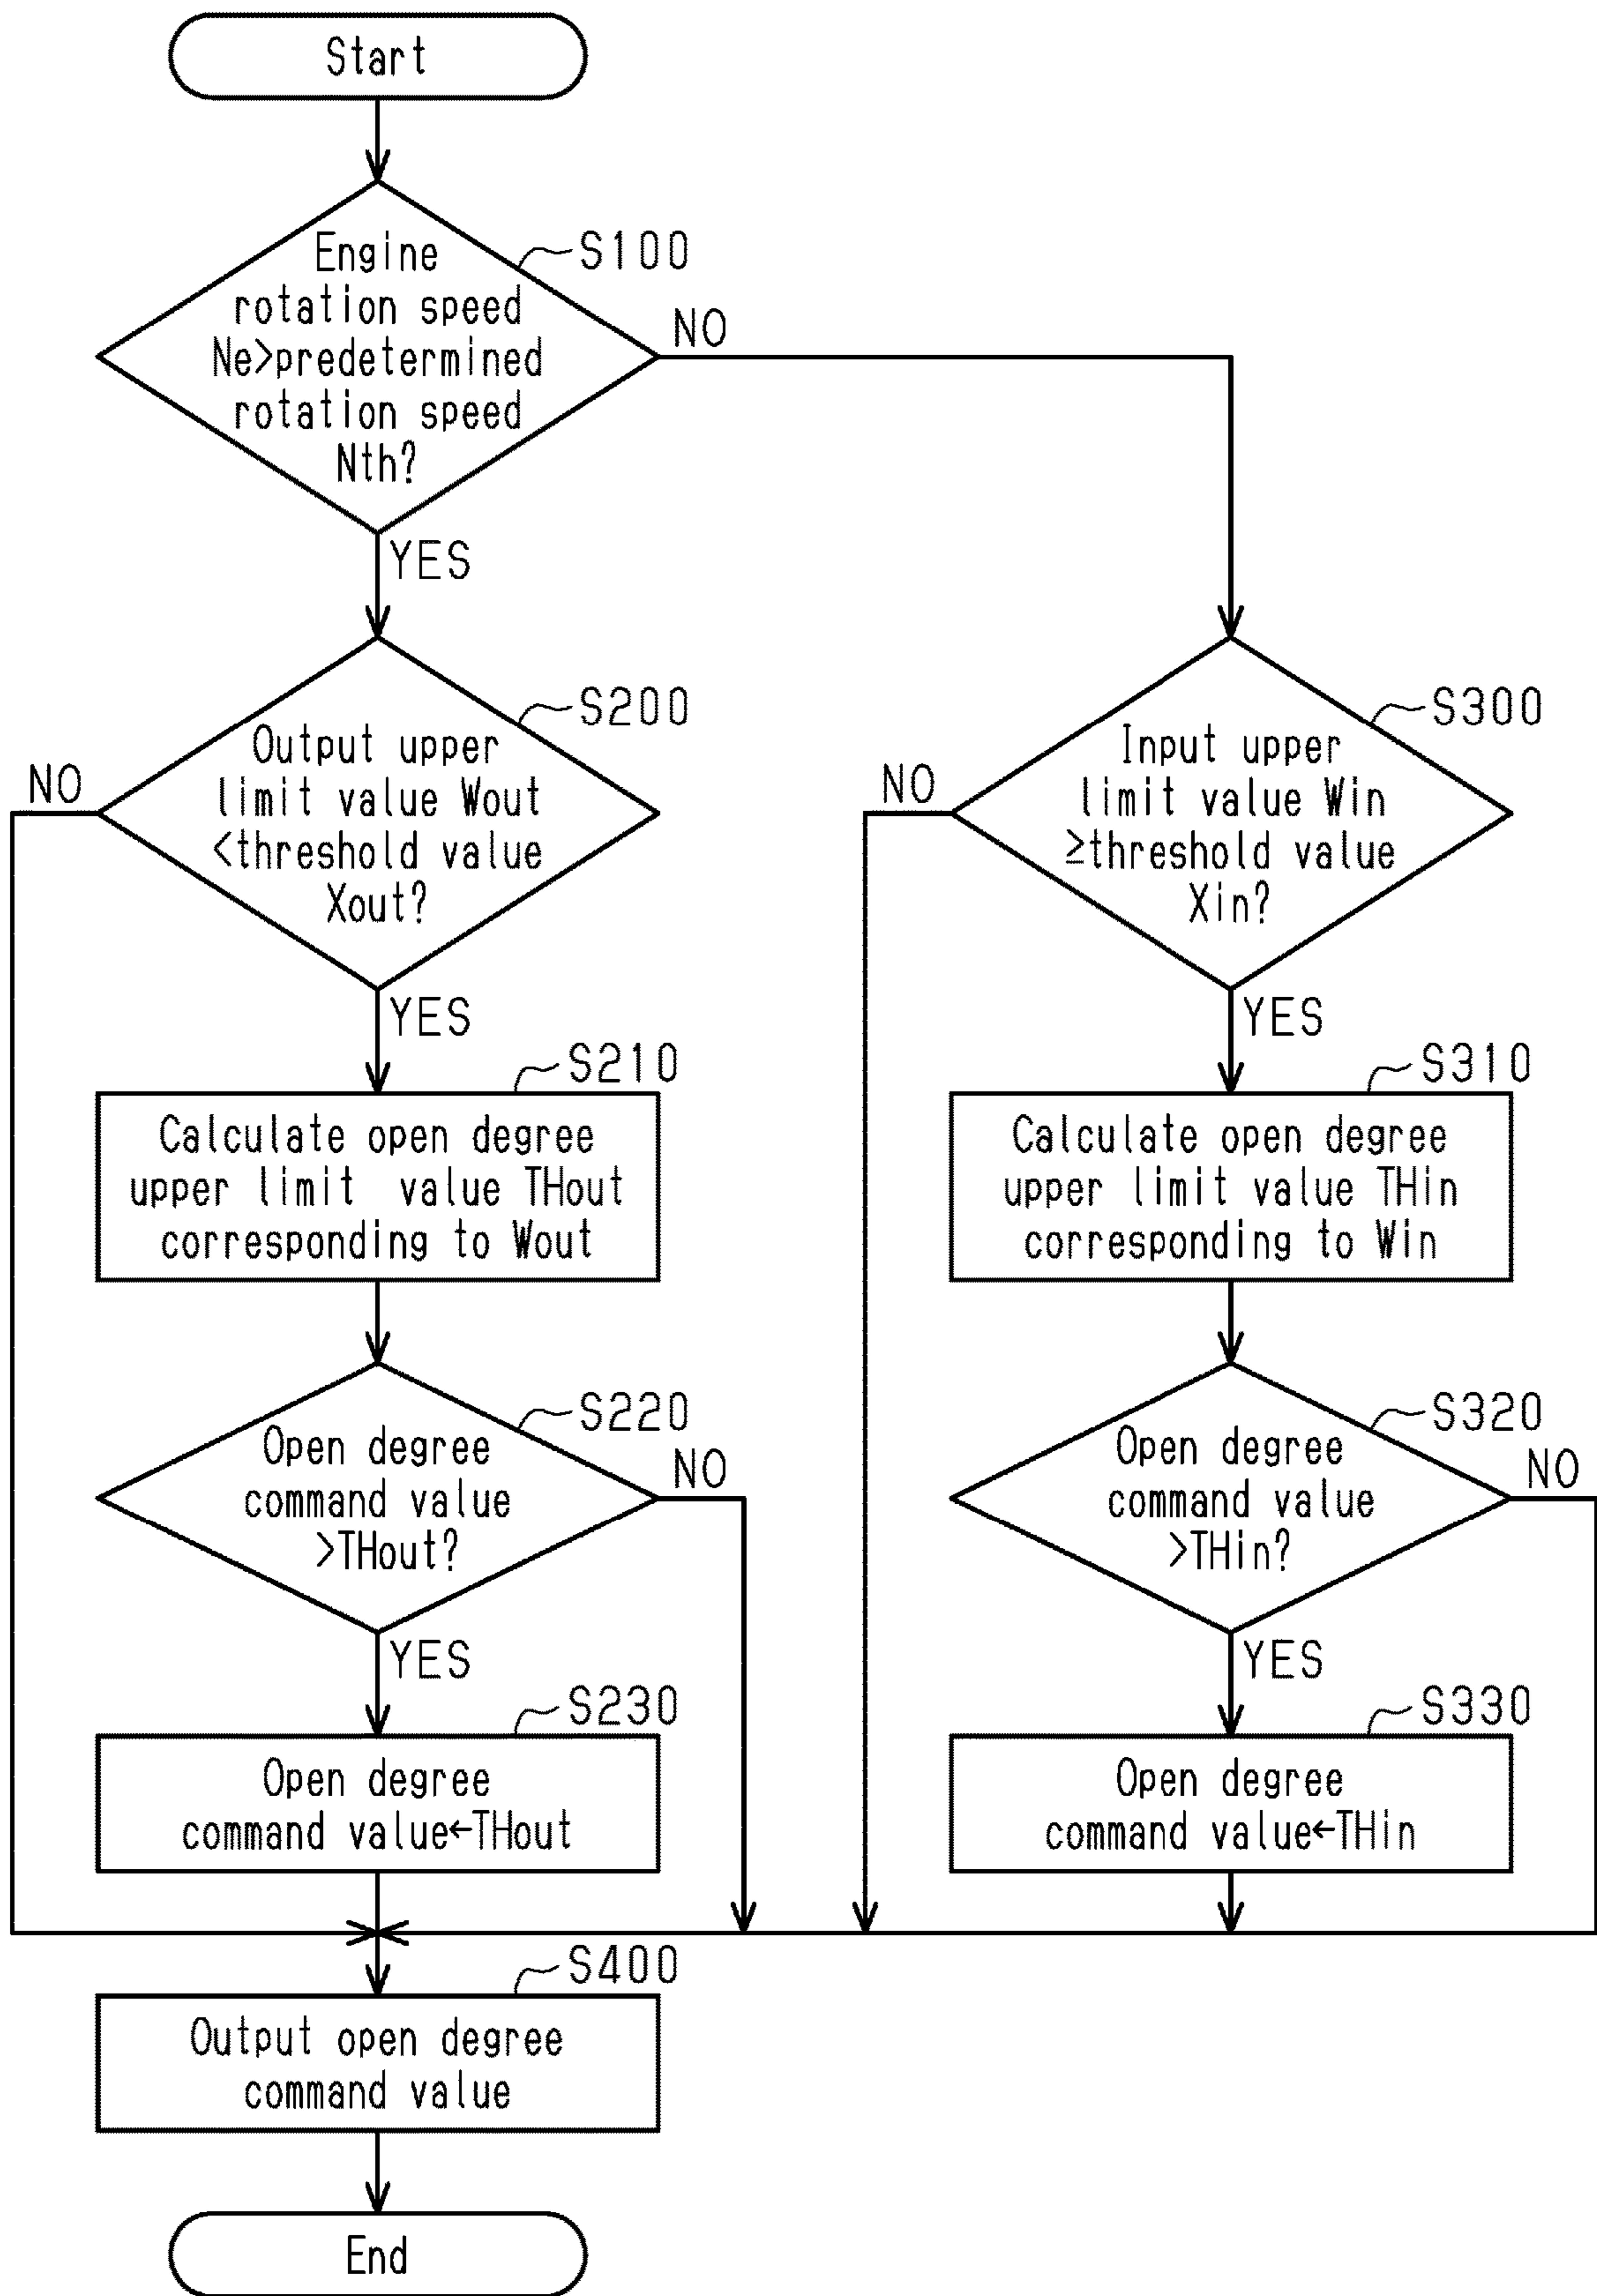 Start
S100
Engine
rotation speed
Ne>predetermined
rotation speed
Nth?
NO
YES
S200
Output upper
limit value Wout
<threshold value
Xout?
NO
YES
S300
Input upper
limit value Win
≥threshold value
Xin?
NO
YES
S210
Calculate open degree
upper limit value THout
corresponding to Wout
S310
Calculate open degree
upper limit value THin
corresponding to Win
S220
Open degree
command value
>THout?
NO
YES
S320
Open degree
command value
>THin?
NO
YES
S230
Open degree
command value←THout
S330
Open degree
command value←THin
S400
Output open degree
command value
End